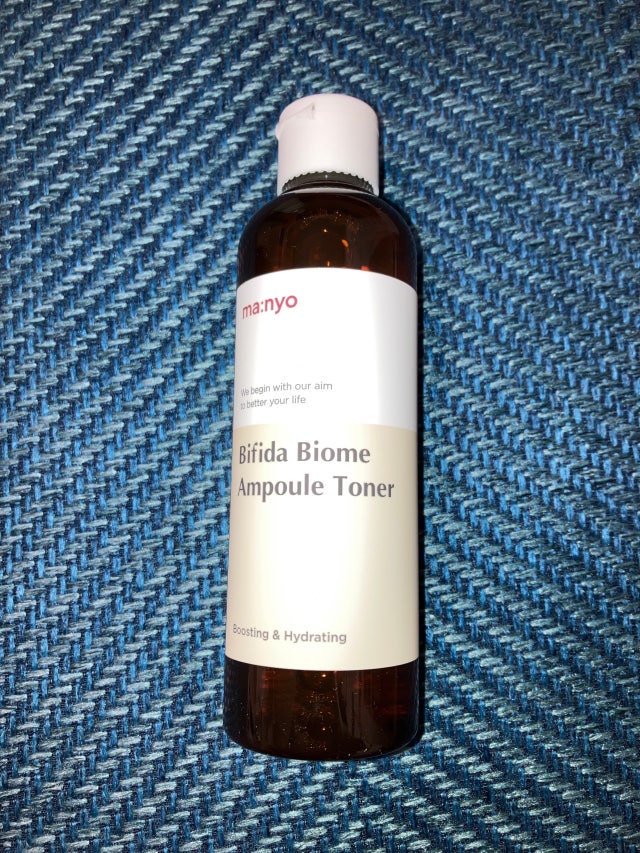 ma:nyo
We begin with our aim
to better your life
Bifida Biome
Ampoule Toner
Boosting & Hydrating